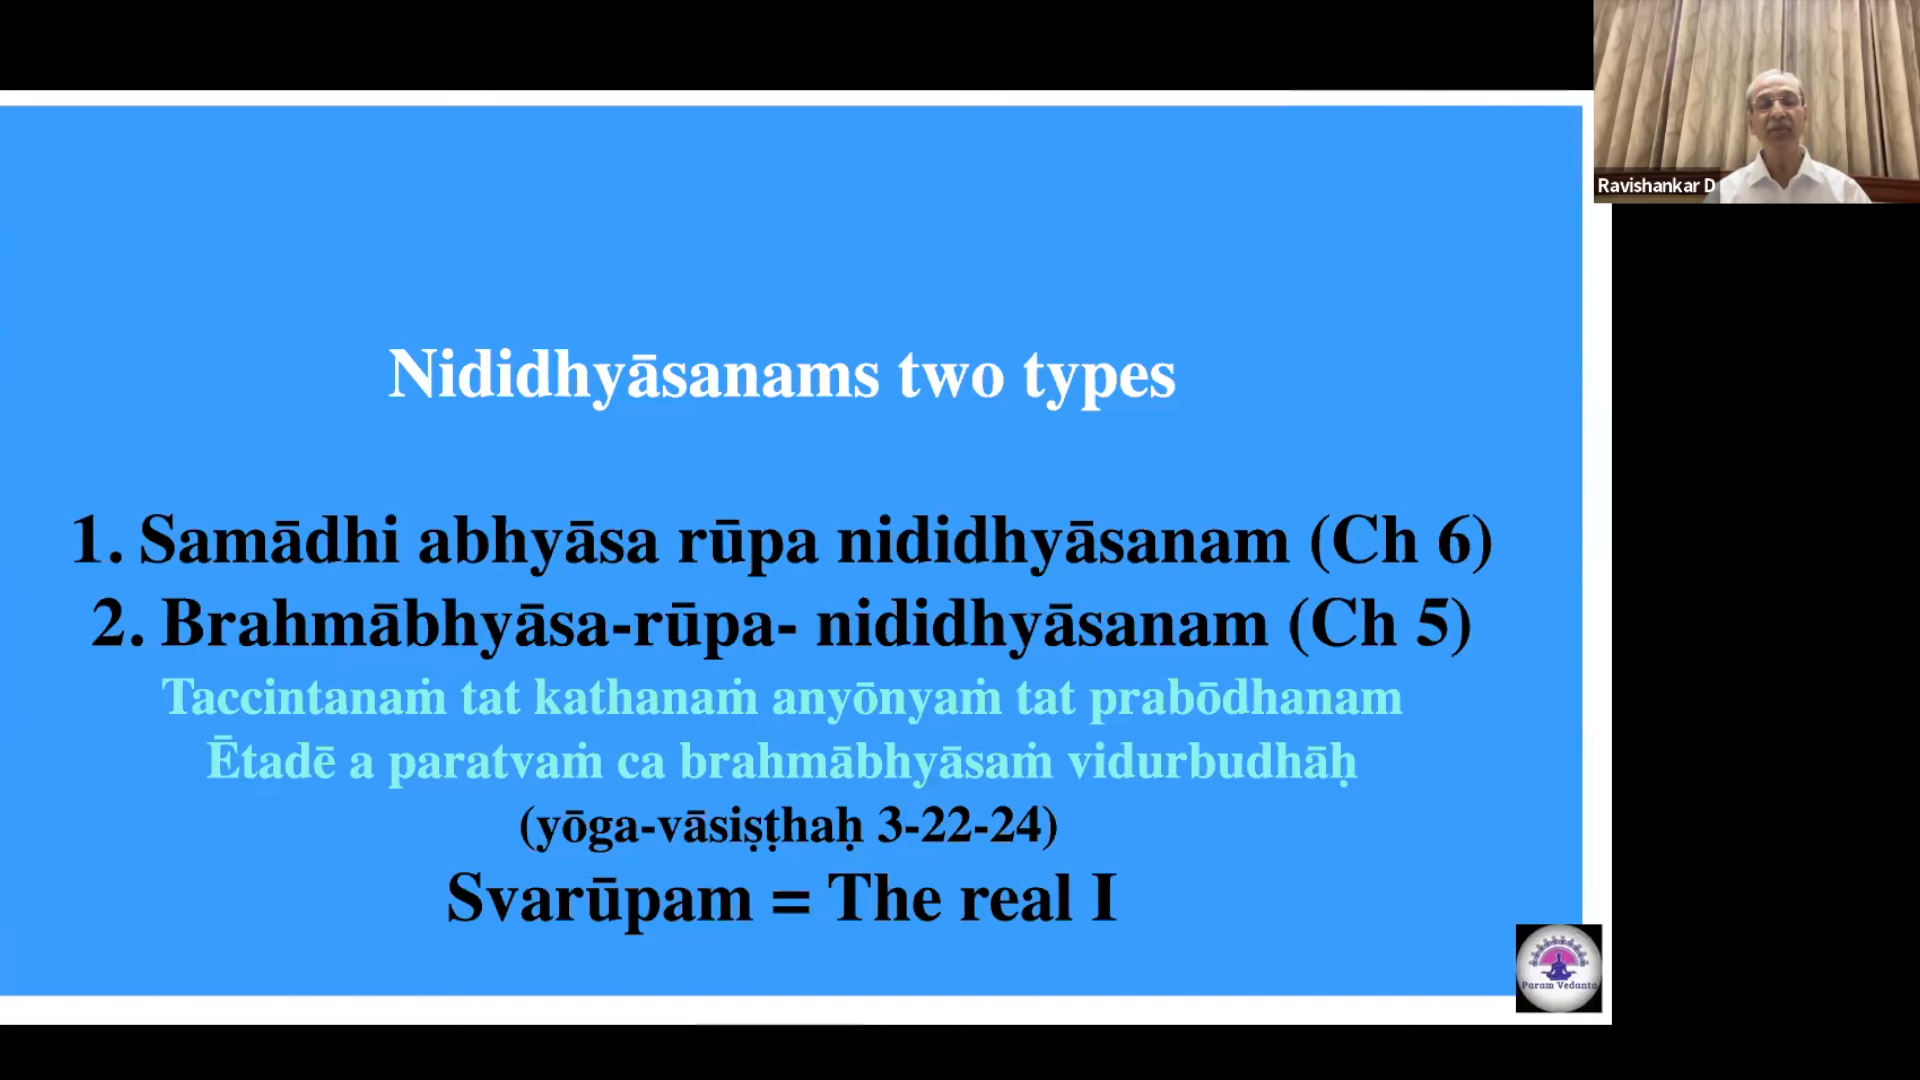 Ravishankar D
Nididhyāsanams two types
1. Samādhi abhyāsa rūpa nididhyāsanam (Ch 6)
2. Brahmābhyāsa-rūpa- nididhyāsanam (Ch 5)
Taccintanaṁ tat kathanaṁ anyōnyaṁ tat prabōdhanam
Ētadē a paratvaṁ ca brahmābhyāsaṁ vidurbudhāḥ
(yōga-vāsiṣṭhaḥ 3-22-24)
Svarūpam = The real I
Param Vedanta